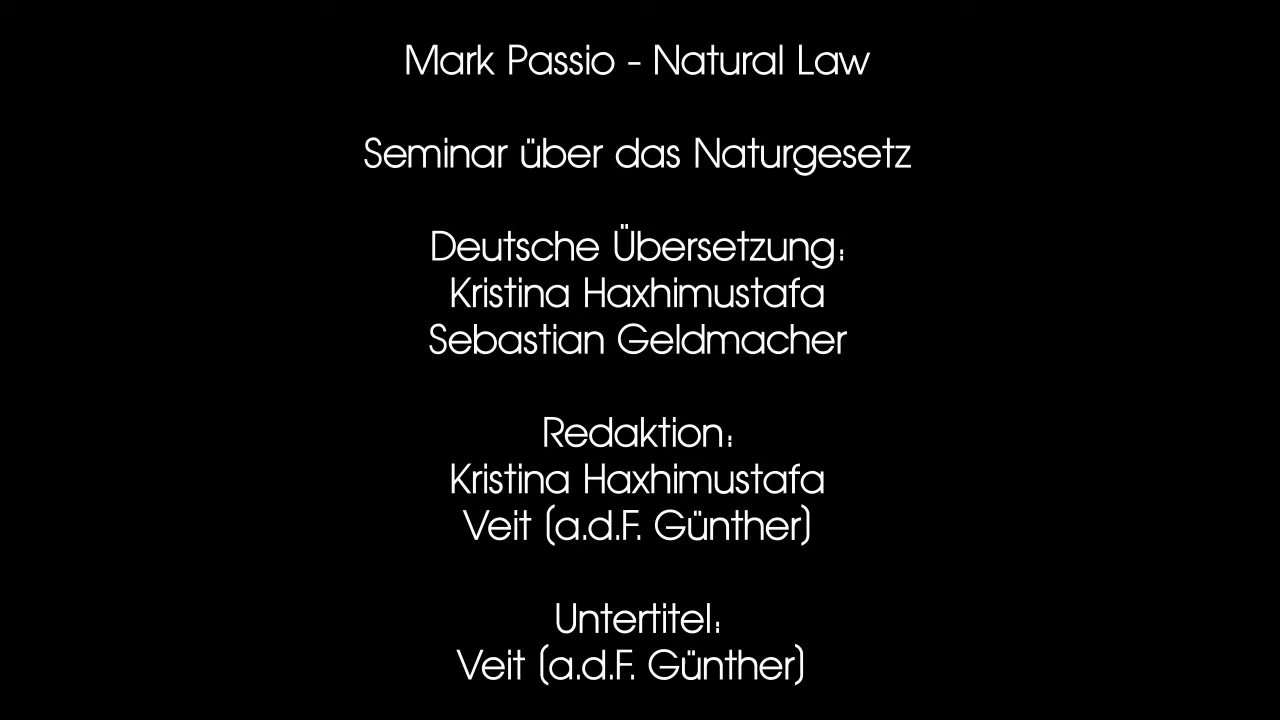 Mark Passio - Natural Law
Seminar über das Naturgesetz
Deutsche Übersetzung:
Kristina Haxhimustafa
Sebastian Geldmacher
Redaktion:
Kristina Haxhimustafa
Veit (a.d.F. Günther)
Untertitel:
Veit (a.d.F. Günther)